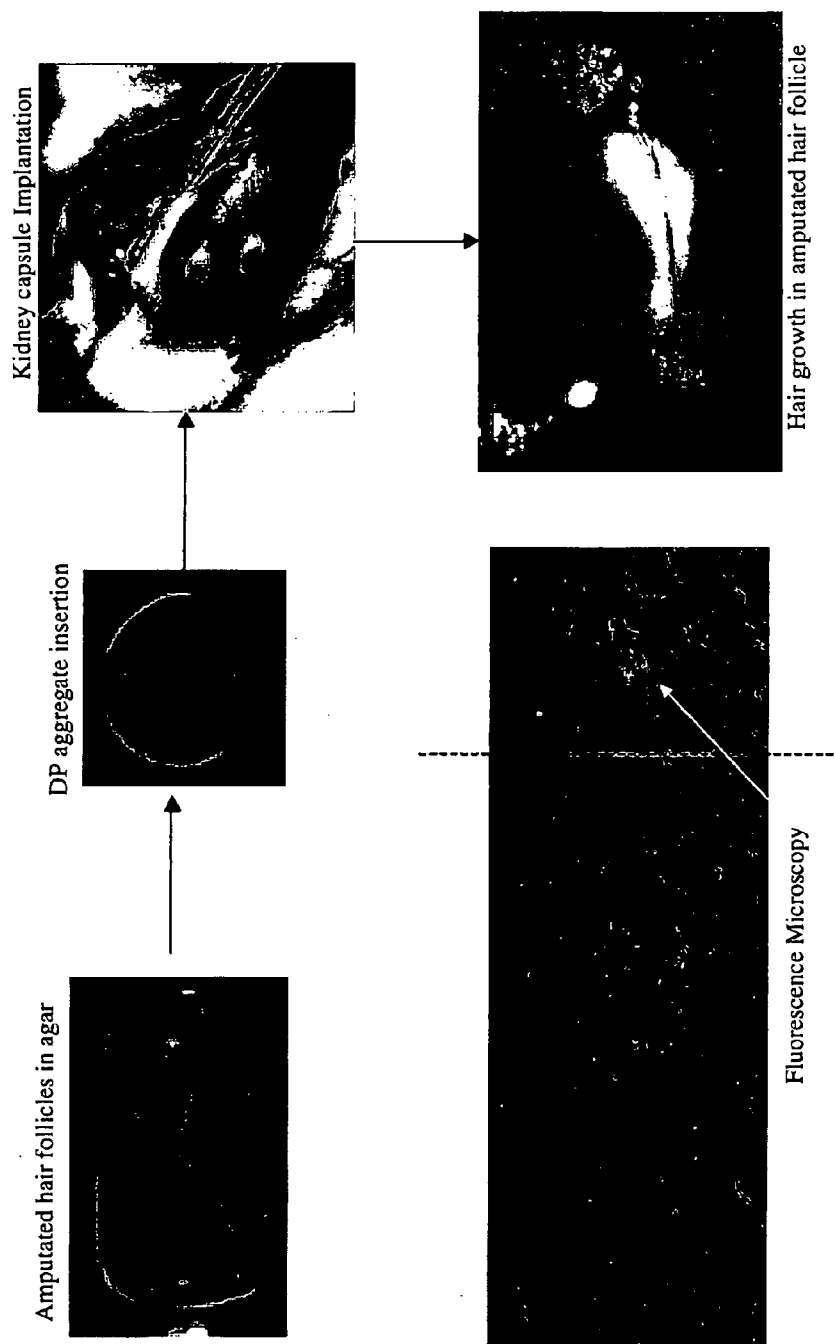 Amputated hair follicles in agar
DP aggregate insertion
Kidney capsule Implantation
Fluorescence Microscopy
Hair growth in amputated hair follicle